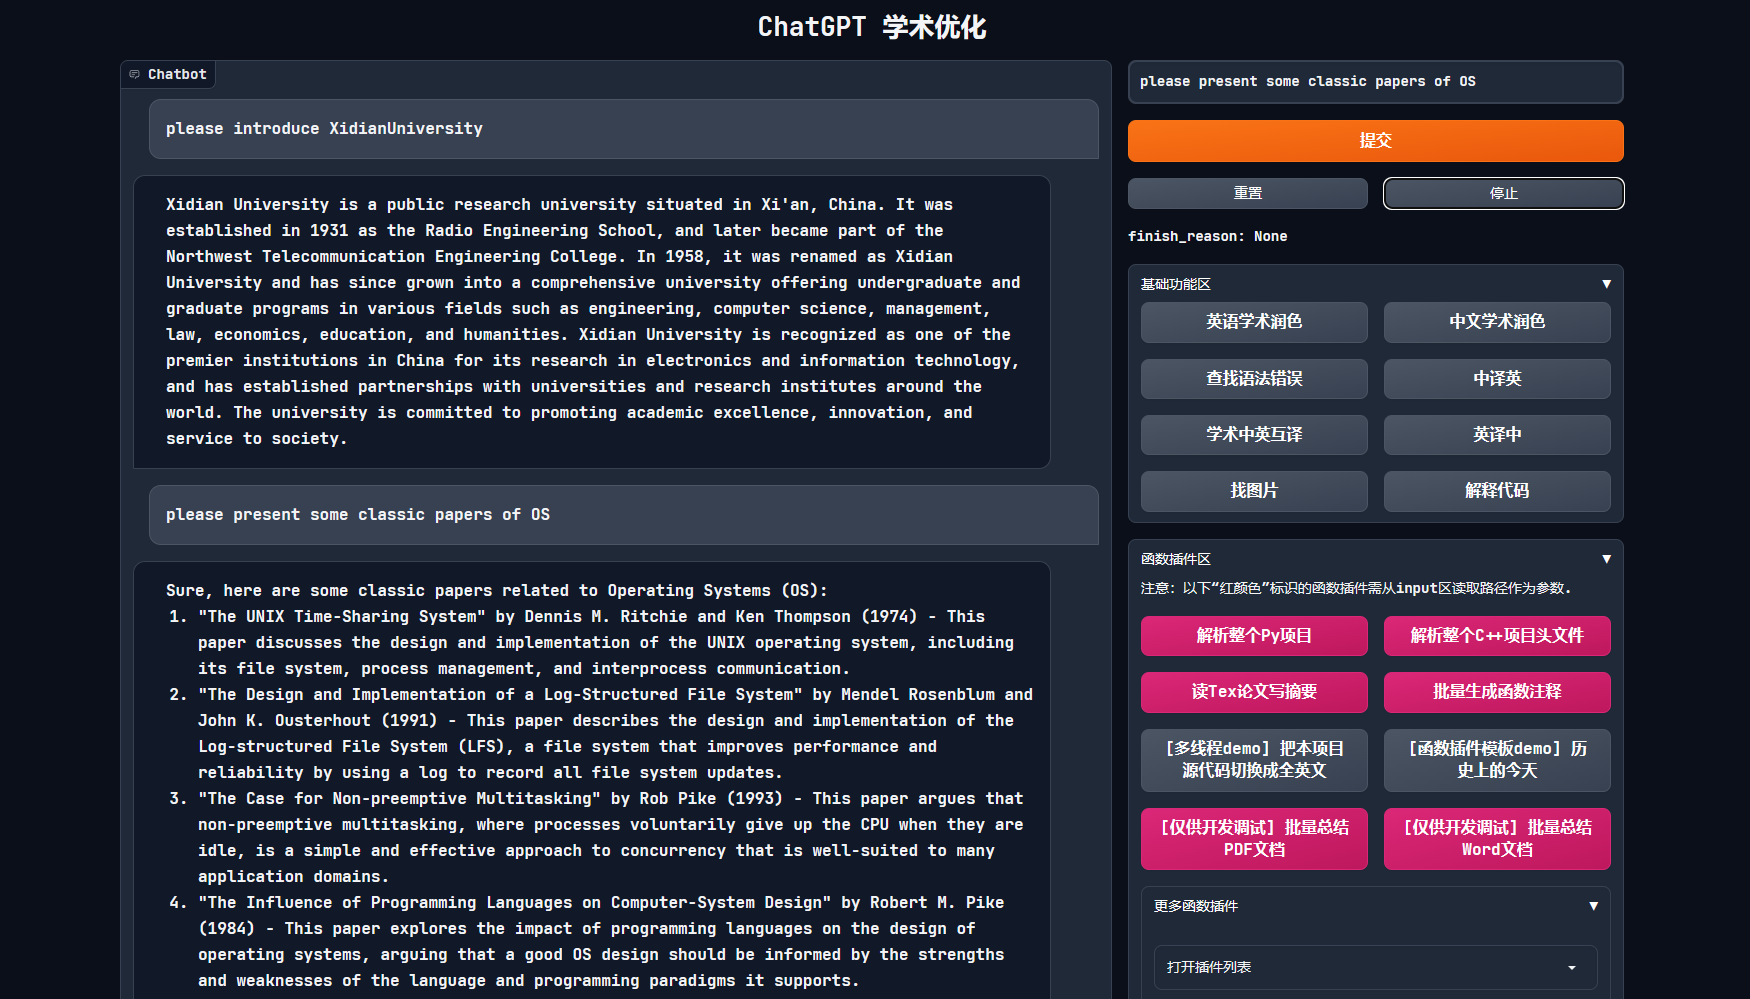 ChatGPT 学术优化
Chatbot
please introduce XidianUniversity
Xidian University is a public research university situated in Xi'an, China. It was
established in 1931 as the Radio Engineering School, and later became part of the
Northwest Telecommunication Engineering College. In 1958, it was renamed as Xidian
University and has since grown into a comprehensive university offering undergraduate and
graduate programs in various fields such as engineering, computer science, management,
law, economics, education, and humanities. Xidian University is recognized as one of the
premier institutions in China for its research in electronics and information technology,
and has established partnerships with universities and research institutes around the
world. The university is committed to promoting academic excellence, innovation, and
service to society.
please present some classic papers of OS
Sure, here are some classic papers related to Operating Systems (OS):
1. "The UNIX Time-Sharing System" by Dennis M. Ritchie and Ken Thompson (1974) - This
paper discusses the design and implementation of the UNIX operating system, including
its file system, process management, and interprocess communication.
2. "The Design and Implementation of a Log-Structured File System" by Mendel Rosenblum and
John K. Ousterhout (1991) - This paper describes the design and implementation of the
Log-structured File System (LFS), a file system that improves performance and
reliability by using a log to record all file system updates.
3. "The Case for Non-preemptive Multitasking" by Rob Pike (1993) - This paper argues that
non-preemptive multitasking, where processes voluntarily give up the CPU when they are
idle, is a simple and effective approach to concurrency that is well-suited to many
application domains.
4. "The Influence of Programming Languages on Computer-System Design" by Robert M. Pike
(1984) - This paper explores the impact of programming languages on the design of
operating systems, arguing that a good OS design should be informed by the strengths
and weaknesses of the language and programming paradigms it supports.
please present some classic papers of OS
提交
重置
停止
finish_reason: None
基础功能区 ▼
英语学术润色
中文学术润色
查找语法错误
中译英
学术中英互译
英译中
找图片
解释代码
函数插件区 ▼
注意：以下“红颜色”标识的函数插件需从input区读取路径作为参数.
解析整个Py项目
解析整个C++项目头文件
读Tex论文写摘要
批量生成函数注释
[多线程demo] 把本项目
源代码切换成全英文
[函数插件模板demo] 历
史上的今天
[仅供开发调试] 批量总结
PDF文档
[仅供开发调试] 批量总结
Word文档
更多函数插件 ▼
打开插件列表